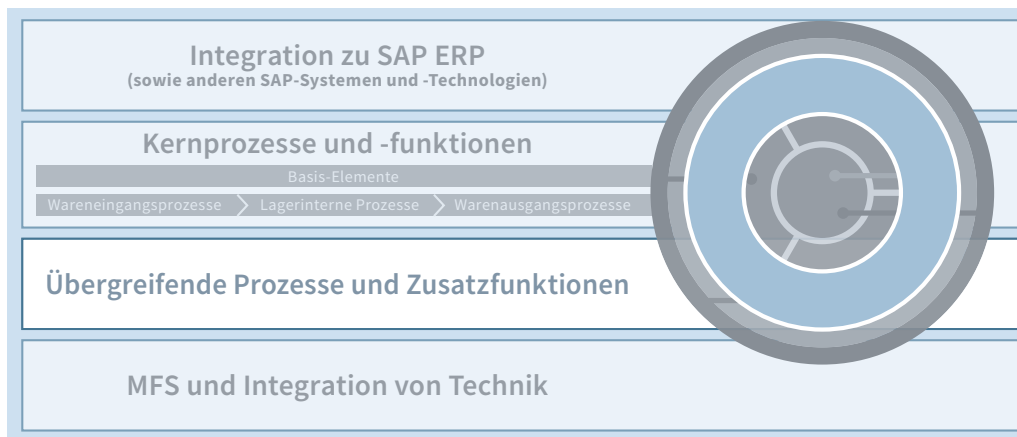 Integration zu SAP ERP
(sowie anderen SAP-Systemen und -Technologien)
Kernprozesse und -funktionen
Basis-Elemente
Wareneingangsprozesse Lagerinterne Prozesse Warenausgangsprozesse
Übergreifende Prozesse und Zusatzfunktionen
MFS und Integration von Technik